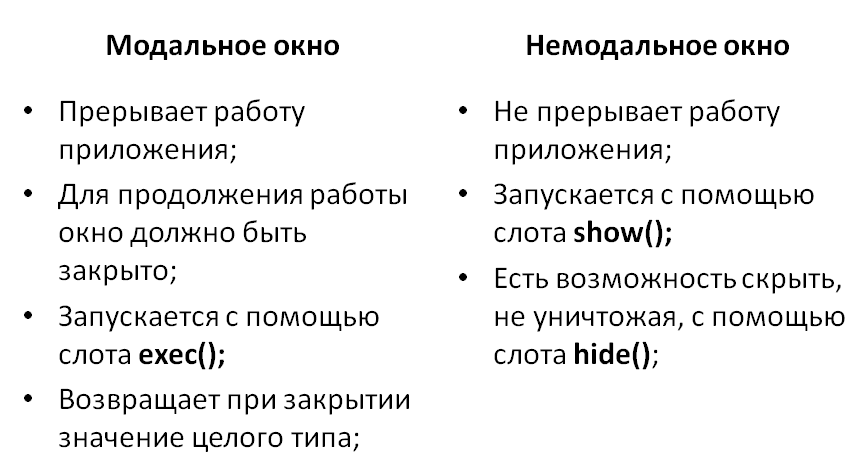 Модальное окно
• Прерывает работу
приложения;
• Для продолжения работы
окно должно быть
закрыто;
• Запускается с помощью
слота exec();
• Возвращает при закрытии
значение целого типа;
Немодальное окно
• Не прерывает работу
приложения;
• Запускается с помощью
слота show();
• Есть возможность скрыть,
не уничтожая, с помощью
слота hide();